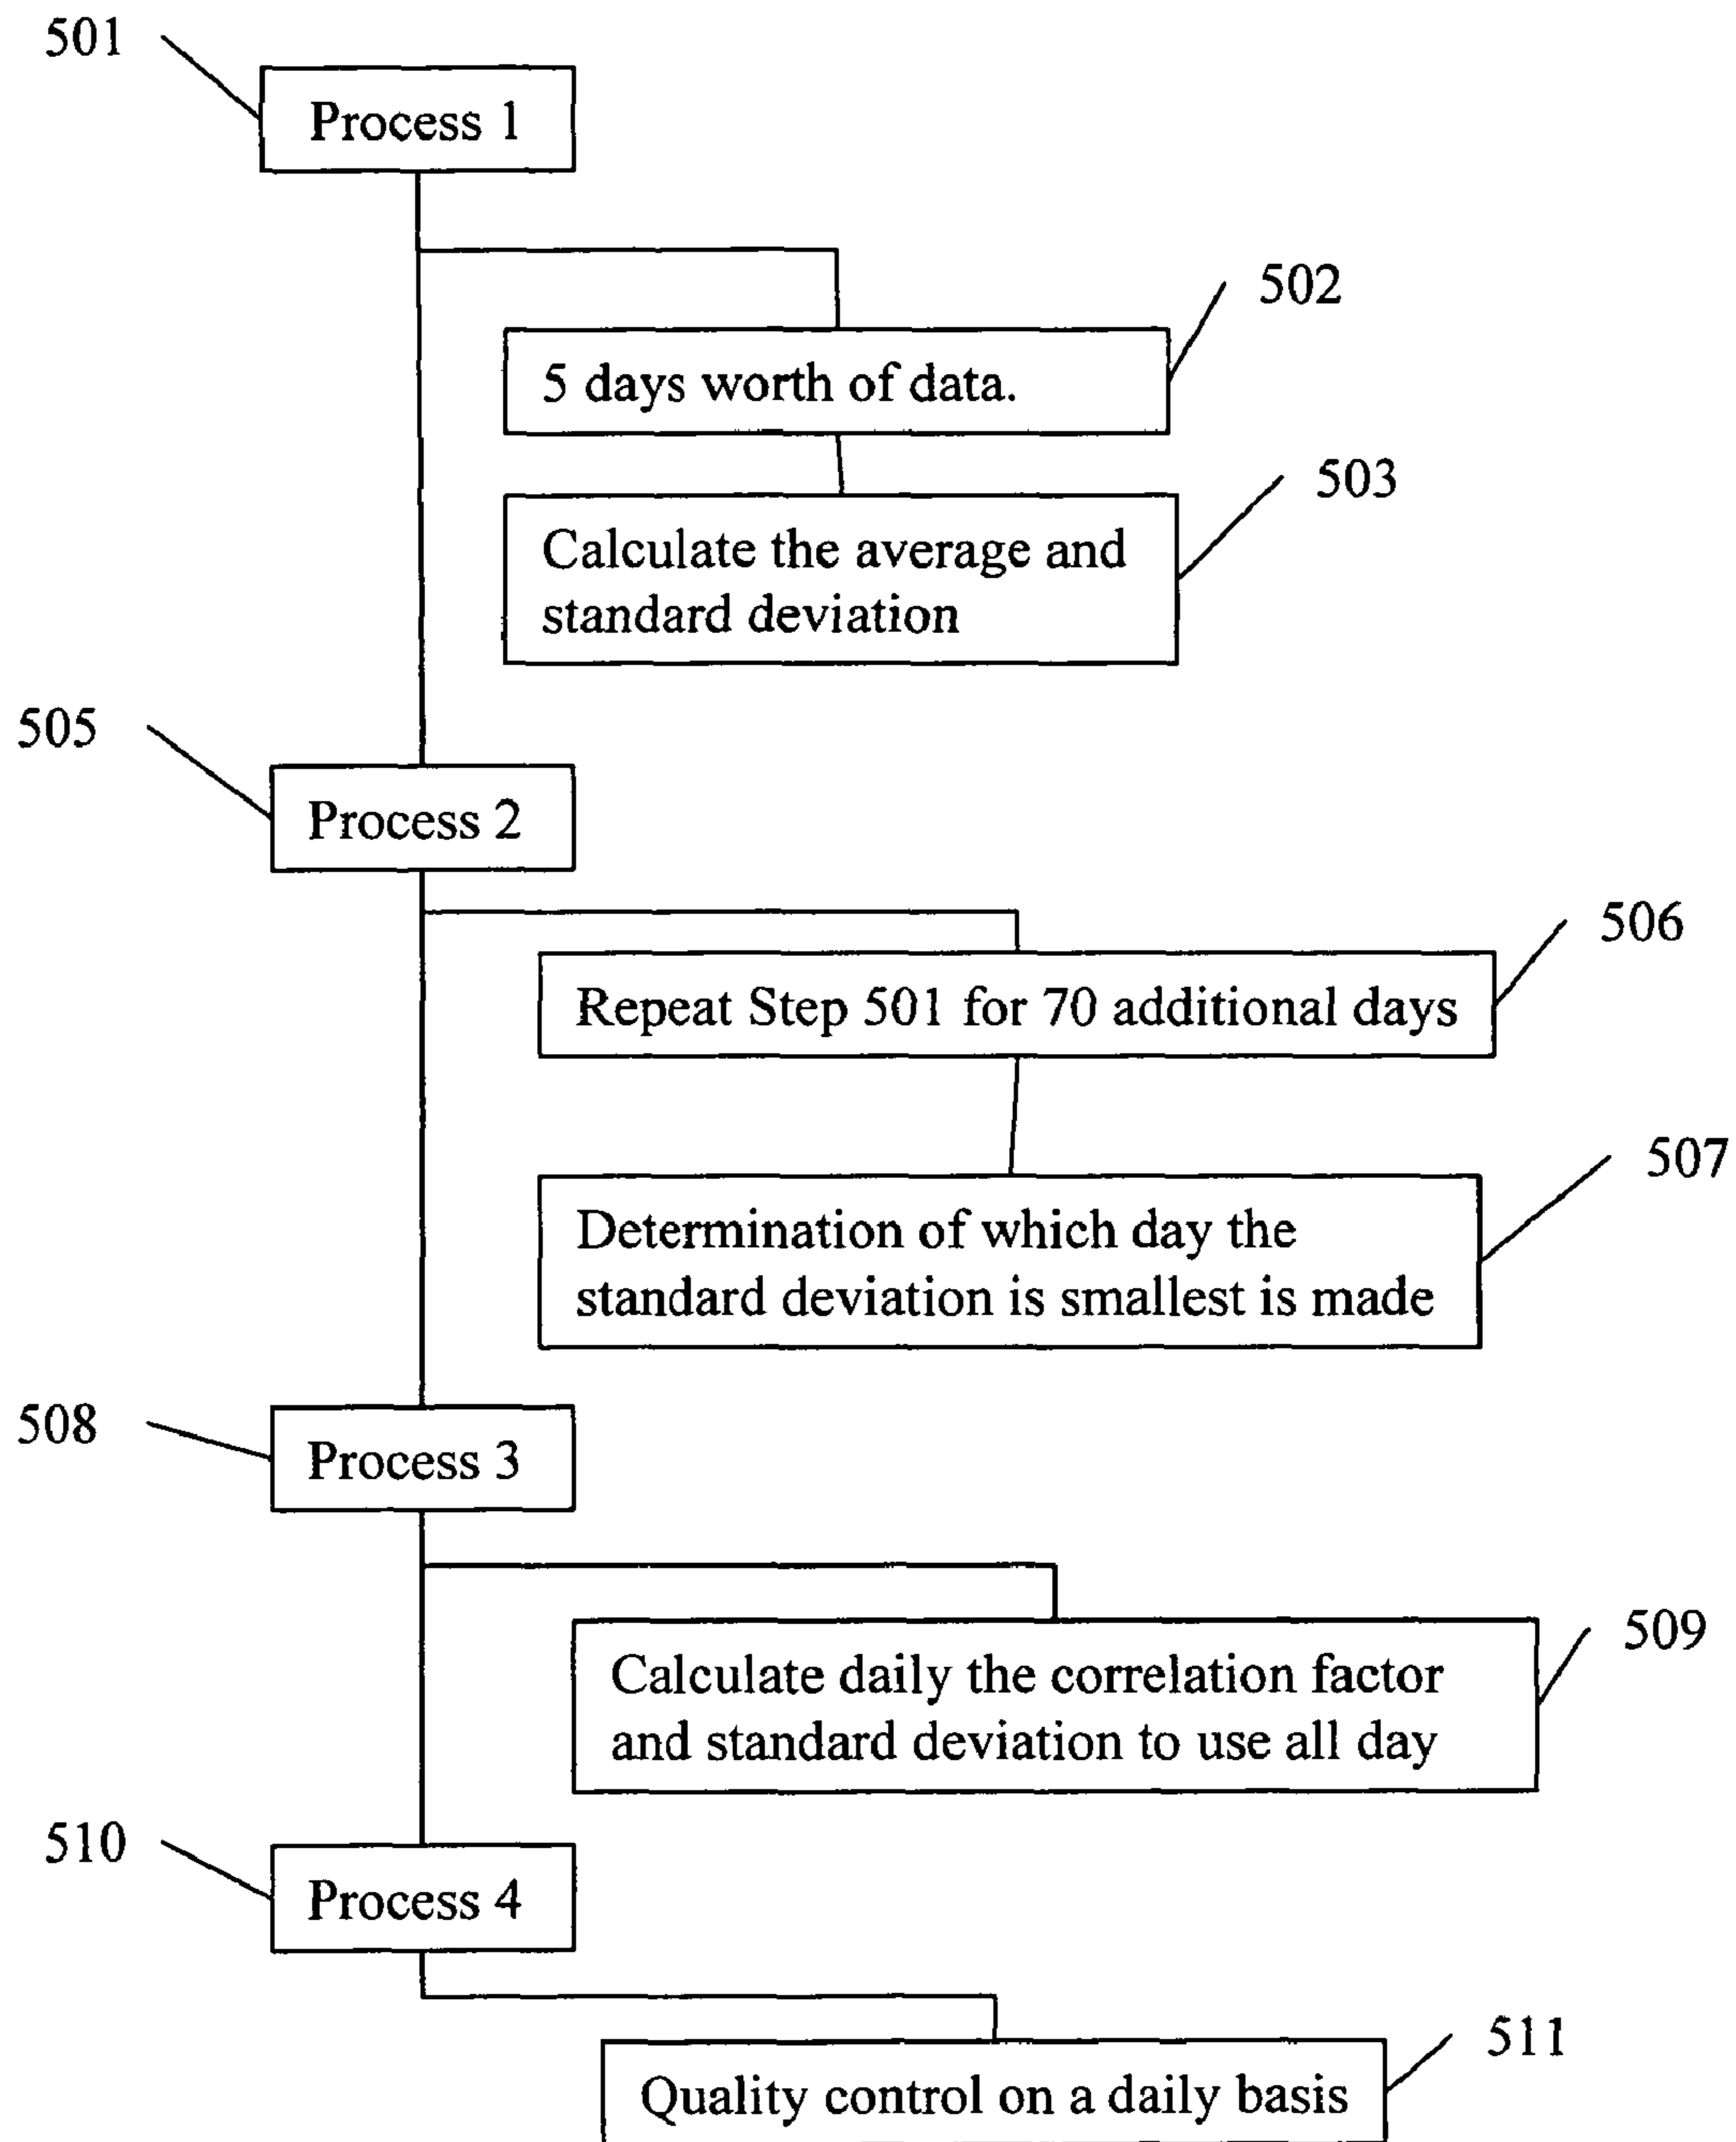 501
Process 1
502
5 days worth of data.
503
Calculate the average and
standard deviation
505
Process 2
506
Repeat Step 501 for 70 additional days
507
Determination of which day the
standard deviation is smallest is made
508
Process 3
509
Calculate daily the correlation factor
and standard deviation to use all day
510
Process 4
511
Quality control on a daily basis